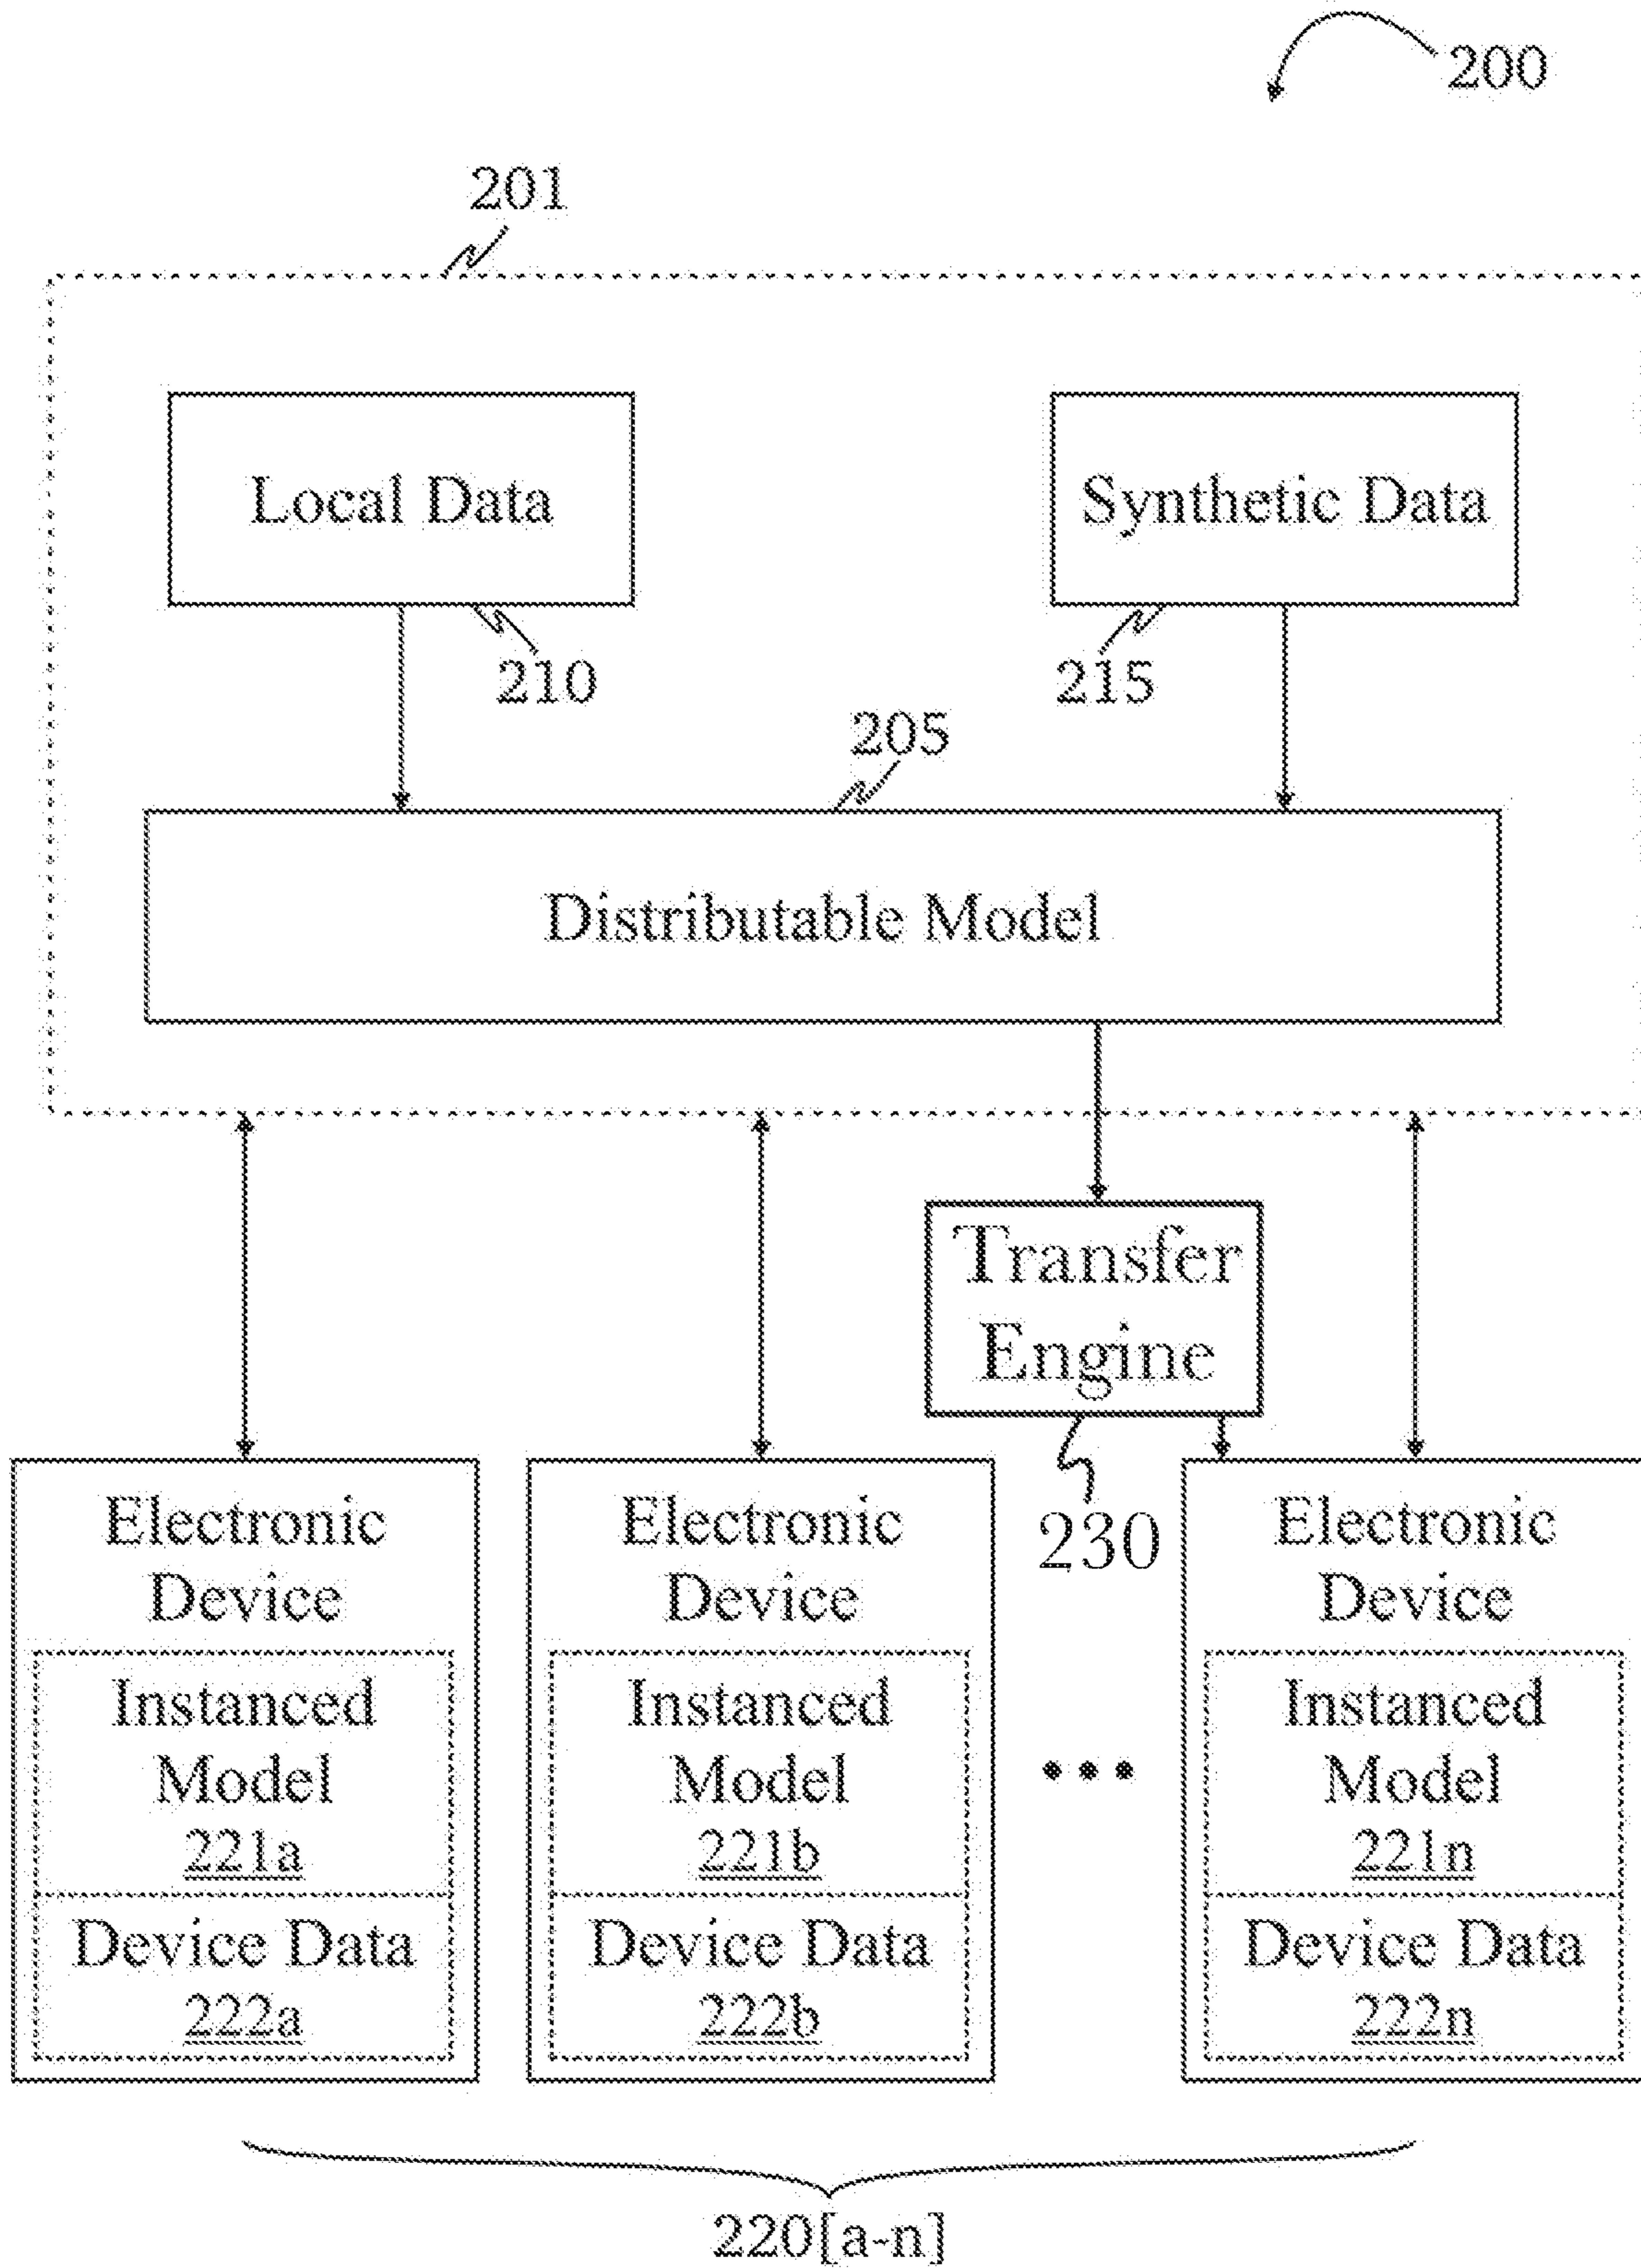 200
201
Local Data
Synthetic Data
210
215
205
Distributable Model
Transfer
Engine
230
Electronic
Device
Instanced
Model
221a
Device Data
222a
Electronic
Device
Instanced
Model
221b
Device Data
222b
...
Electronic
Device
Instanced
Model
221n
Device Data
222n
220[a-n]